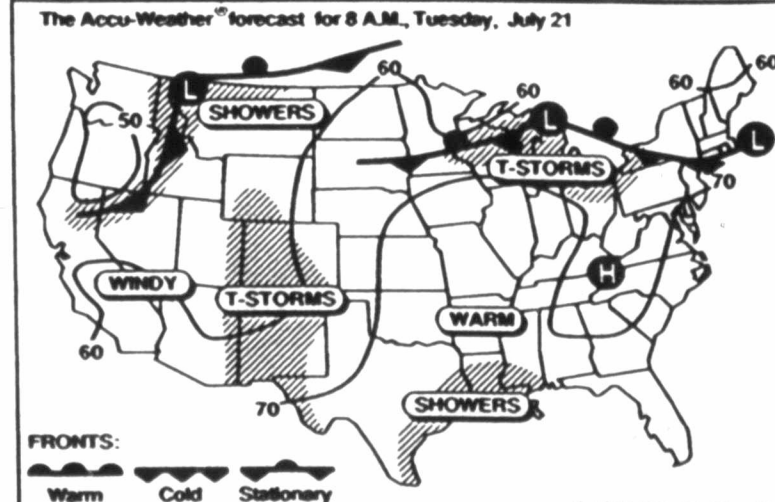 The Accu-Weather® forecast for 8 A.M., Tuesday, July 21
60
60
60
60
L
SHOWERS
50
L
L
T-STORMS
70
WINDY
T-STORMS
H
WARM
60
70
SHOWERS
FRONTS:
Warm Cold Stationary